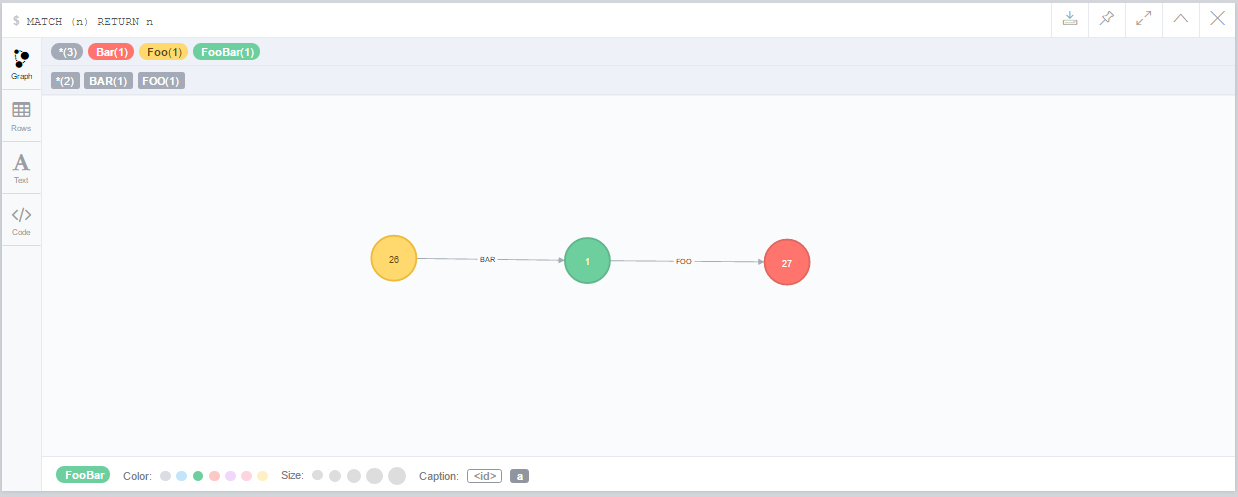 $ MATCH (n) RETURN n
*(3) Bar(1) Foo(1) FooBar(1)
*(2) BAR(1) FOO(1)
Graph
Rows
A
Text
</>
Code
26 BAR 1 FOO 27
FooBar Color: Size: Caption: <id> a